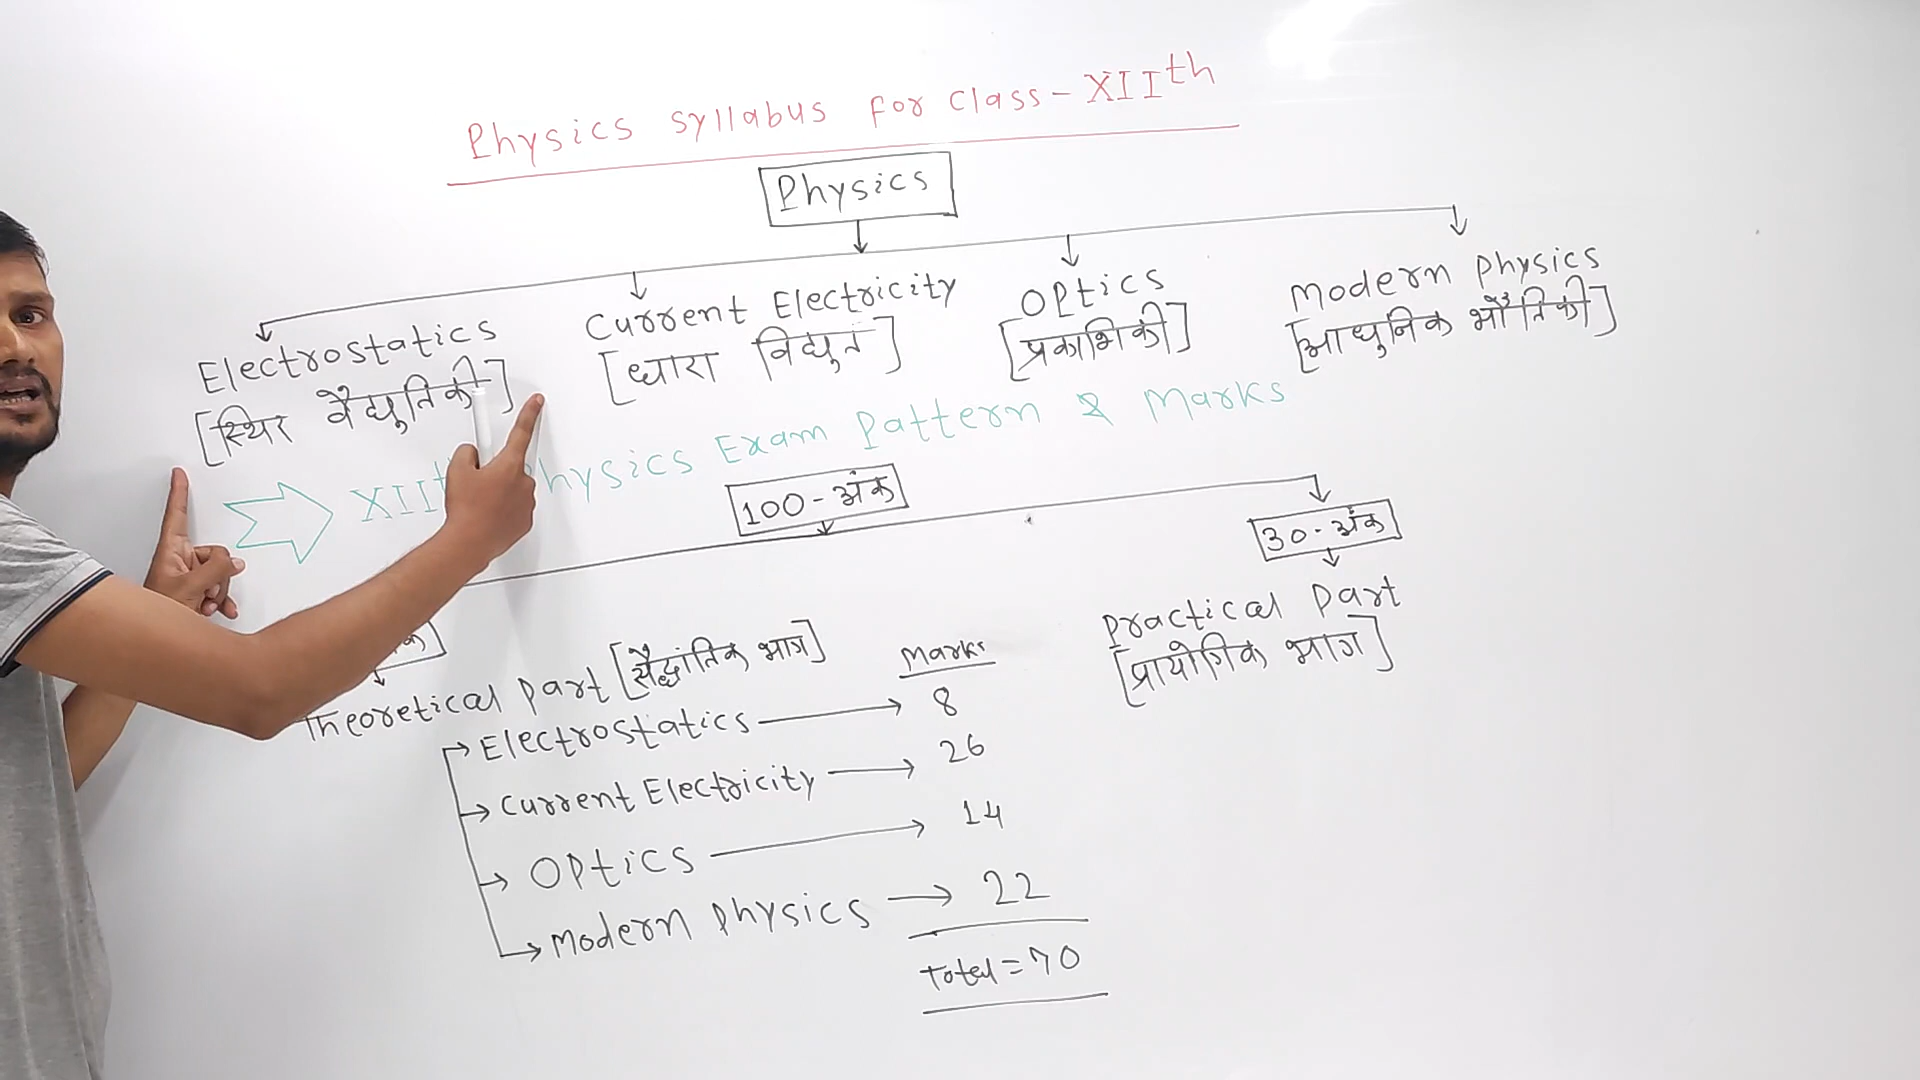 Physics syllabus for Class-XIIth
Physics
Electrostatics
[स्थिर वैद्युतिकी]
Current Electricity
[धारा विद्युत]
Optics
[प्रकाशिकी]
Modern Physics
[आधुनिक भौतिकी]
XIIth Physics Exam Pattern & Marks
100-अंक
30-अंक
Theoretical part [सैद्धांतिक भाग]
Marks
Electrostatics → 8
Current Electricity → 26
Optics → 14
Modern Physics → 22
Total = 70
Practical Part
[प्रायोगिक भाग]